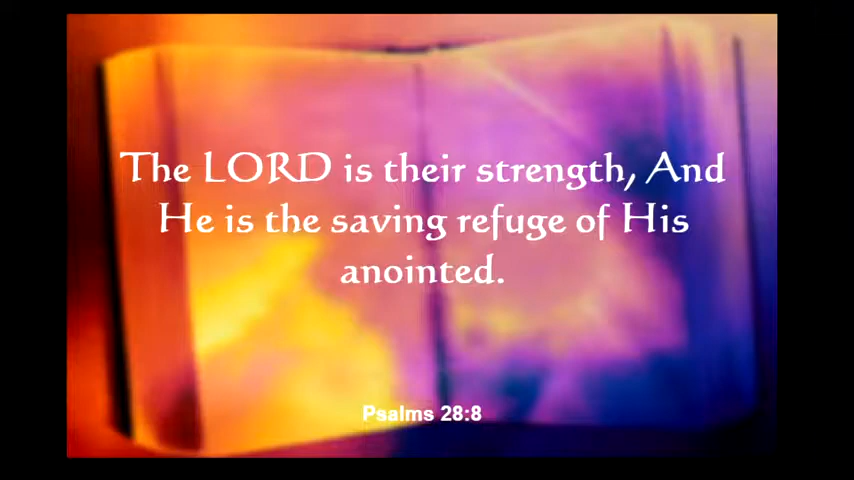 The LORD is their strength, And
He is the saving refuge of His
anointed.
Psalms 28:8